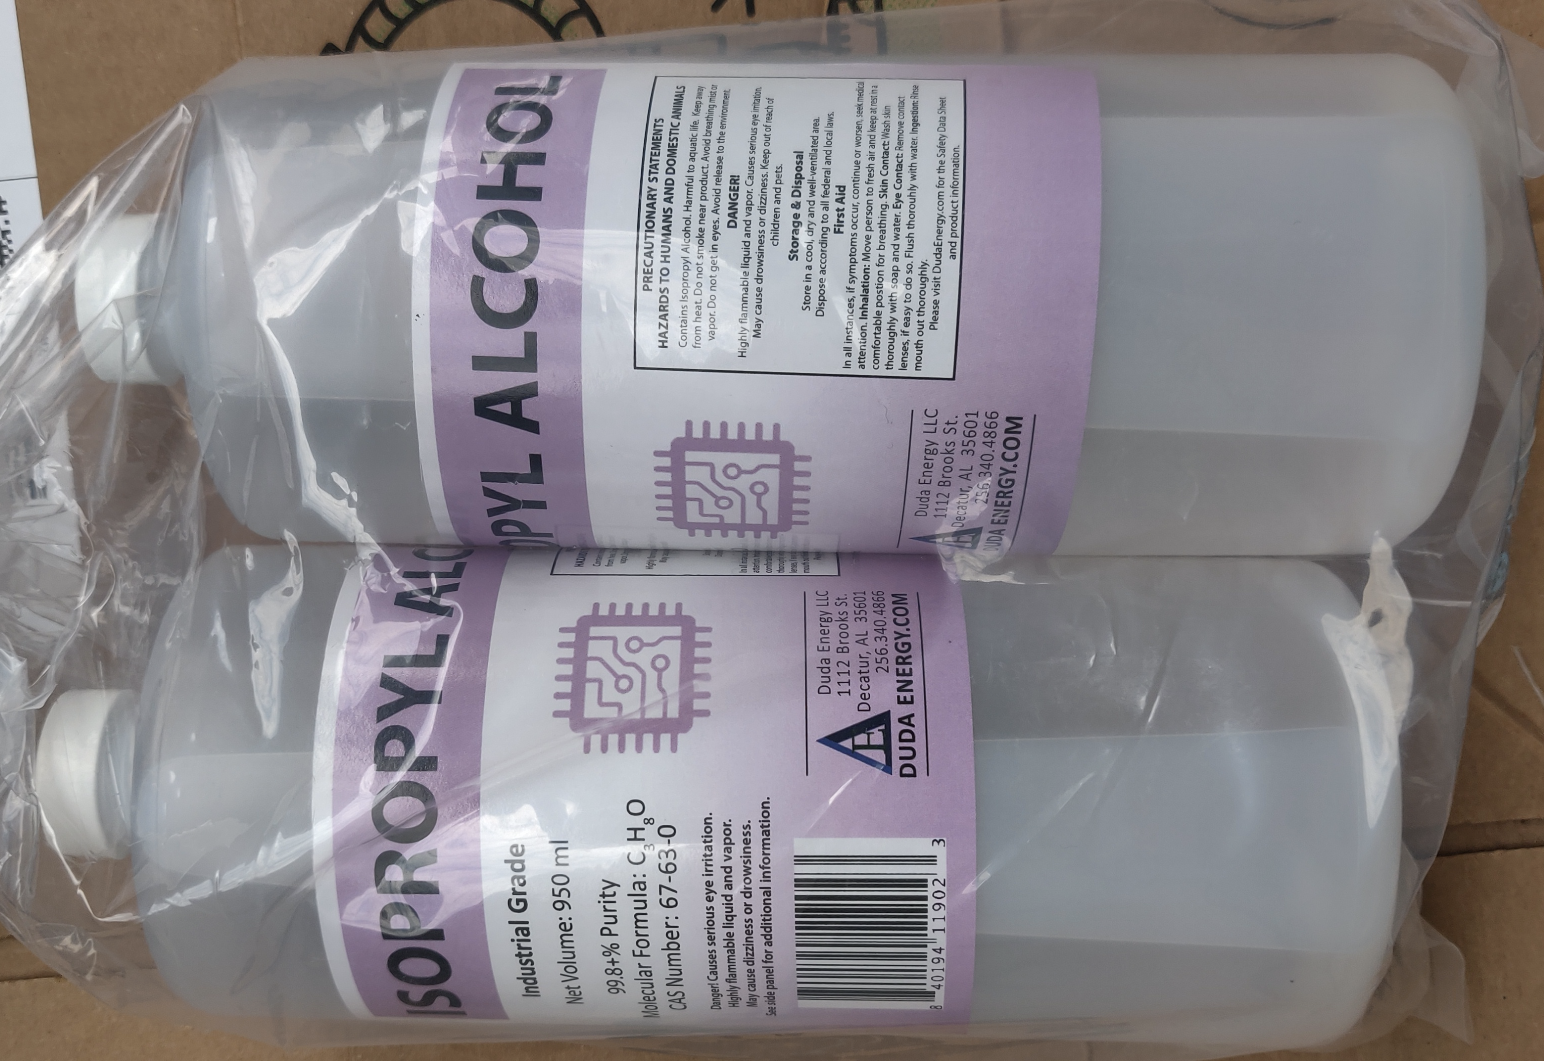 OPYL ALCOHOL
PRECAUTIONARY STATEMENTS
HAZARDS TO HUMANS AND DOMESTIC ANIMALS
Contains Isopropyl Alcohol. Harmful to aquatic life. Keep away
from heat. Do not smoke near product. Avoid breathing mist or
vapor. Do not get in eyes. Avoid release to the environment.
DANGER!
Highly flammable liquid and vapor. Causes serious eye irritation.
May cause drowsiness or dizziness. Keep out of reach of
children and pets.
Storage & Disposal
Store in a cool, dry and well-ventilated area.
Dispose according to all federal and local laws.
First Aid
In all instances, if symptoms occur, continue or worsen, seek medical
attention. Inhalation: Move person to fresh air and keep at rest in a
comfortable postion for breathing. Skin Contact: Wash skin
thoroughly with soap and water. Eye Contact: Remove contact
lenses, if easy to do so. Flush thoroughly with water. Ingestion: Rinse
mouth out thoroughly.
Please visit DudaEnergy.com for the Safety Data Sheet
and product information.
Duda Energy LLC
1112 Brooks St.
Decatur, AL 35601
256.340.4866
DUDA ENERGY.COM
ISOPROPYL ALC
Industrial Grade
Net Volume: 950 ml
99.8+% Purity
Molecular Formula: C₃H₈O
CAS Number: 67-63-0
Danger! Causes serious eye irritation.
Highly flammable liquid and vapor.
May cause dizziness or drowsiness.
See side panel for additional information.
Duda Energy LLC
1112 Brooks St.
Decatur, AL 35601
256.340.4866
DE
DUDA ENERGY.COM
8 40194 11902 3